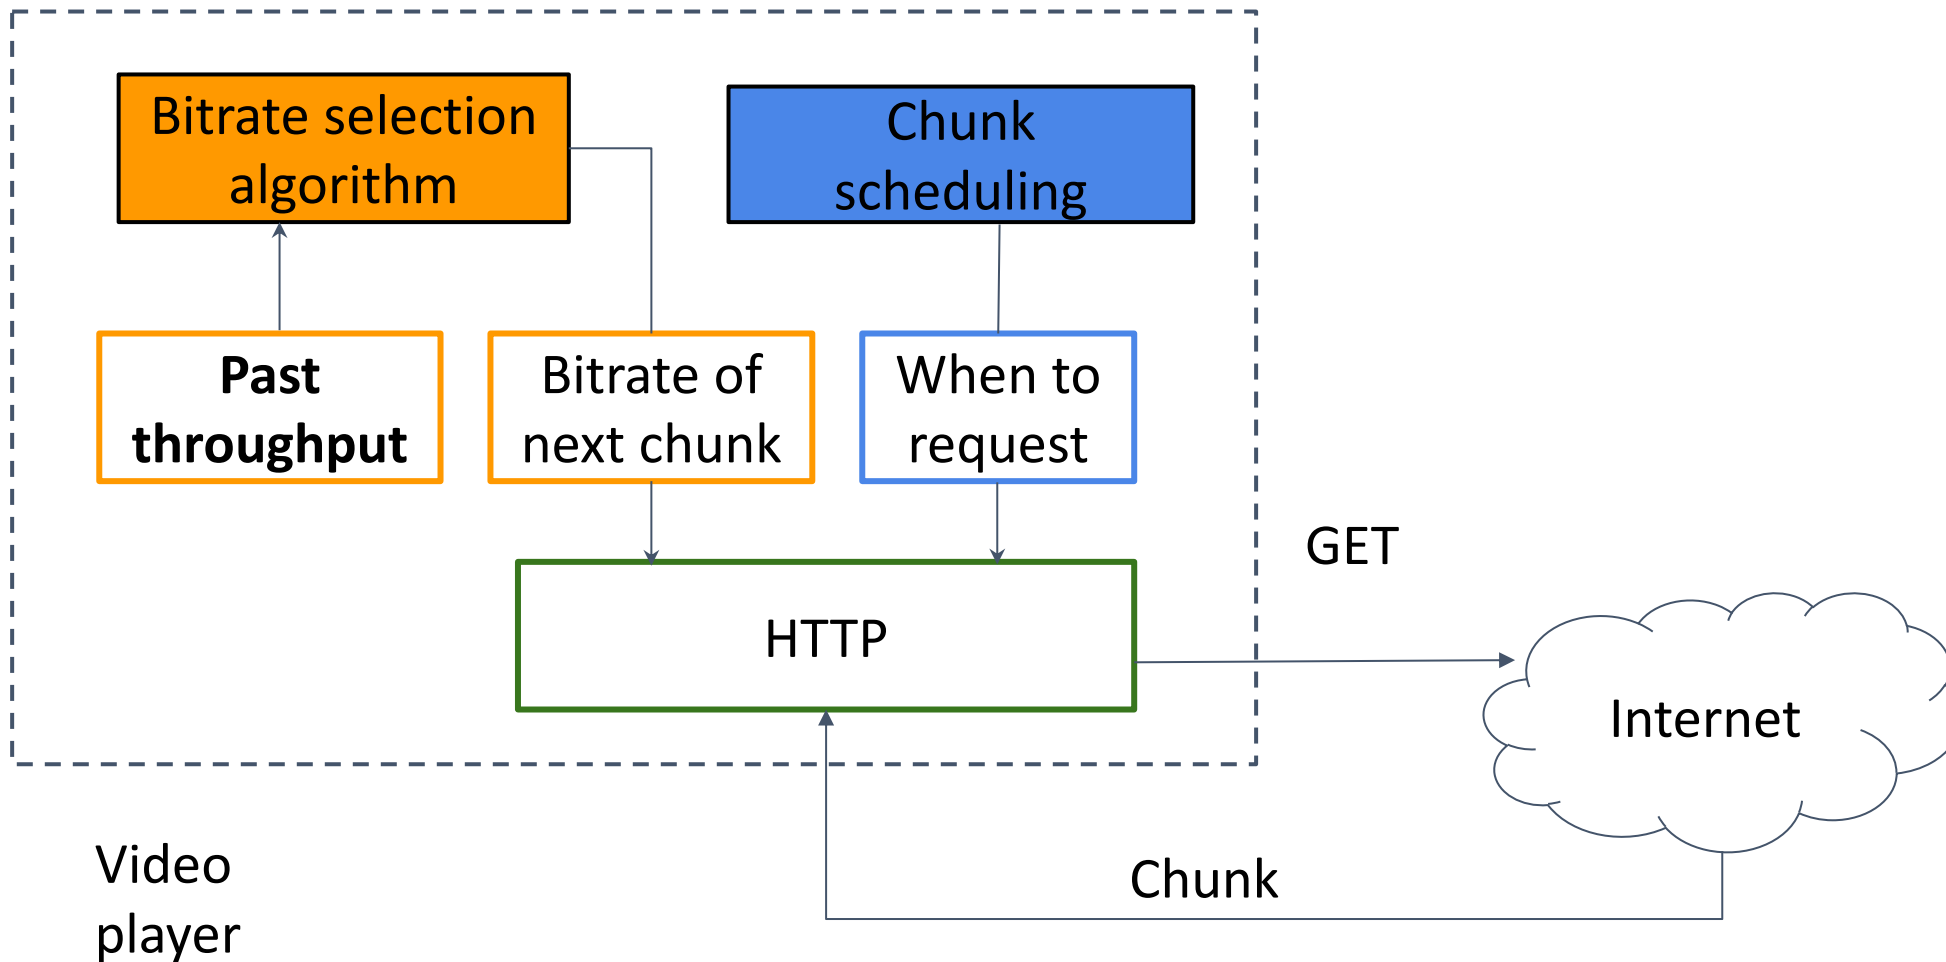 Bitrate selection
algorithm
Chunk
scheduling
Past
throughput
Bitrate of
next chunk
When to
request
GET
HTTP
Internet
Video
player
Chunk